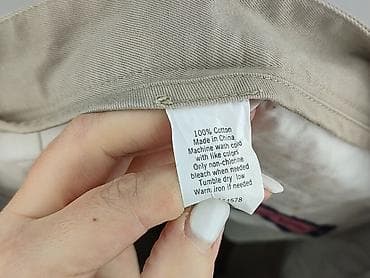 100% Cotton
Made in China
Machine wash cold
with like colors
Only non-chlorine
bleach when needed
Tumble dry low
Warm iron if needed